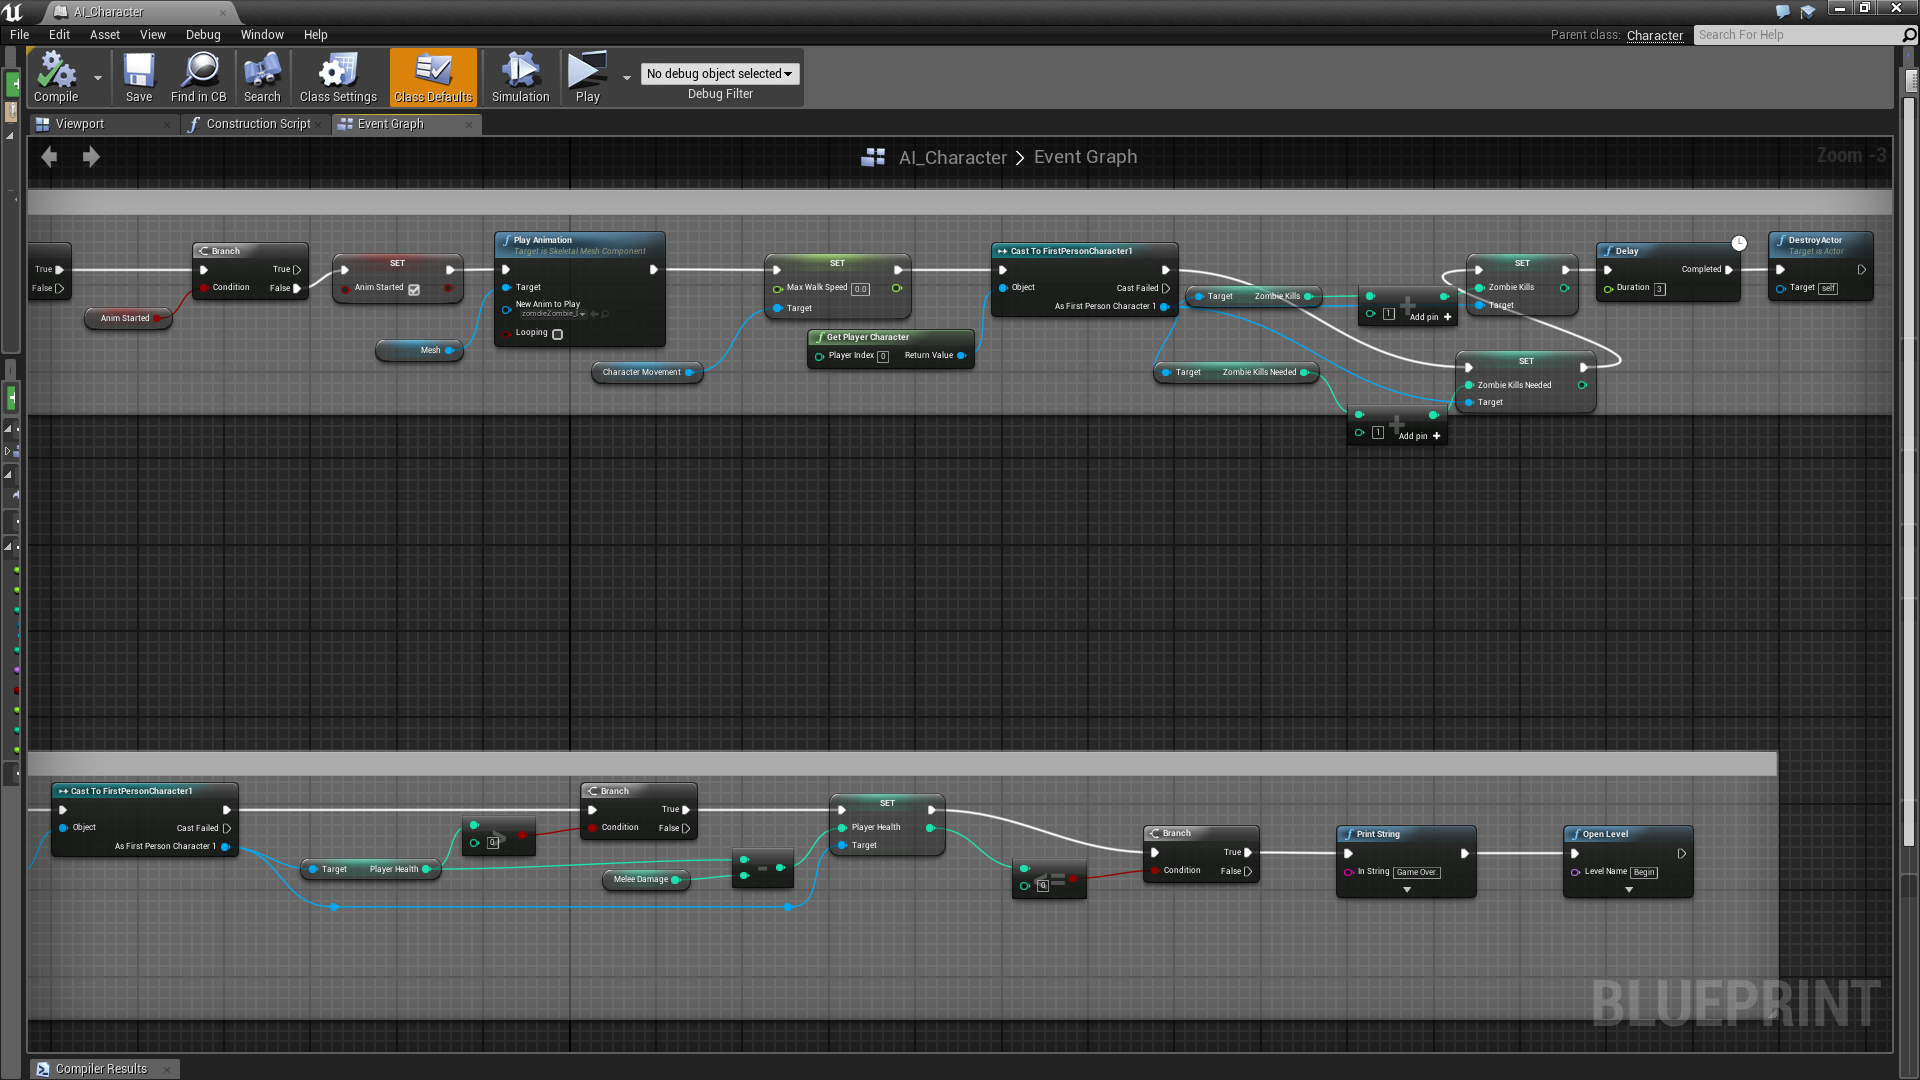 AI_Character
File Edit Asset View Debug Window Help
Parent class: Character
Search For Help
Compile
Save
Find in CB
Search
Class Settings
Class Defaults
Simulation
Play
No debug object selected
Debug Filter
Viewport
Construction Script
Event Graph
AI_Character > Event Graph
Zoom -3
True
False
Anim Started
Branch
True
Condition
False
SET
Anim Started
Mesh
Play Animation
Target is Skeletal Mesh Component
Target
New Anim to Play
Looping
Character Movement
SET
Max Walk Speed 0.0
Target
Get Player Character
Player Index 0
Return Value
Cast To FirstPersonCharacter1
Object
Cast Failed
As First Person Character 1
Target Zombie Kills
1
Add pin +
Target Zombie Kills Needed
1
Add pin +
SET
Zombie Kills
Target
SET
Zombie Kills Needed
Target
Delay
Completed
Duration 3
DestroyActor
Target is Actor
Target self
Cast To FirstPersonCharacter1
Object
Cast Failed
As First Person Character 1
Target Player Health
>
0
Branch
True
Condition
False
Melee Damage
-
SET
Player Health
Target
<=
0
Branch
True
Condition
False
Print String
In String Game Over.
Open Level
Level Name Begin
BLUEPRINT
Compiler Results